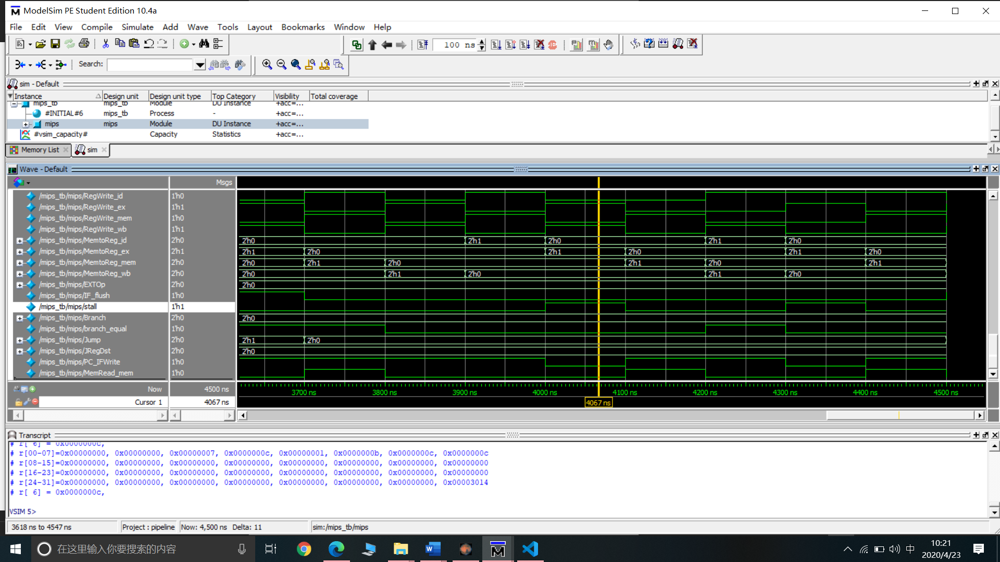 ModelSim PE Student Edition 10.4a
File Edit View Compile Simulate Add Wave Tools Layout Bookmarks Window Help
100 ns
Search:
sim - Default
Instance Design unit Design unit type Top Category Visibility Total coverage
mips_tb mips_tb Module DU Instance +acc=...
#INITIAL#6 mips_tb Process - +acc=...
mips mips Module DU Instance +acc=...
#vsim_capacity# Capacity Statistics +acc=...
Memory List sim
Wave - Default
Msgs
/mips_tb/mips/RegWrite_id 1'h0
/mips_tb/mips/RegWrite_ex 1'h1
/mips_tb/mips/RegWrite_mem 1'h0
/mips_tb/mips/RegWrite_wb 1'h1
/mips_tb/mips/MemtoReg_id 2'h0 2'h0 2'h1 2'h0 2'h1 2'h0
/mips_tb/mips/MemtoReg_ex 2'h1 2'h1 2'h0 2'h1 2'h0 2'h1 2'h0
/mips_tb/mips/MemtoReg_mem 2'h0 2'h0 2'h1 2'h0 2'h1 2'h0 2'h1
/mips_tb/mips/MemtoReg_wb 2'h0 2'h0 2'h1 2'h0 2'h1 2'h0
/mips_tb/mips/EXTOp 2'h0 2'h0
/mips_tb/mips/IF_flush 1'h0
/mips_tb/mips/stall 1'h1
/mips_tb/mips/Branch 2'h0 2'h0
/mips_tb/mips/branch_equal 1'h0
/mips_tb/mips/Jump 2'h0 2'h1 2'h0
/mips_tb/mips/JRegDst 2'h0 2'h0
/mips_tb/mips/PC_IFWrite 1'h0
/mips_tb/mips/MemRead_mem 1'h0
Now 4500 ns 3700 ns 3800 ns 3900 ns 4000 ns 4100 ns 4200 ns 4300 ns 4400 ns 4500 ns
Cursor 1 4067 ns 4067 ns
Transcript
# r[ 6] = 0x0000000c,
# r[00-07]=0x00000000, 0x00000000, 0x00000007, 0x0000000c, 0x00000001, 0x0000000b, 0x0000000c, 0x0000000c
# r[08-15]=0x00000000, 0x00000000, 0x00000000, 0x00000000, 0x00000000, 0x00000000, 0x00000000, 0x00000000
# r[16-23]=0x00000000, 0x00000000, 0x00000000, 0x00000000, 0x00000000, 0x00000000, 0x00000000, 0x00000000
# r[24-31]=0x00000000, 0x00000000, 0x00000000, 0x00000000, 0x00000000, 0x00000000, 0x00000000, 0x00003014
# r[ 6] = 0x0000000c,
VSIM 5>
3618 ns to 4547 ns Project : pipeline Now: 4,500 ns Delta: 11 sim:/mips_tb/mips
在这里输入你要搜索的内容
中
10:21
2020/4/23